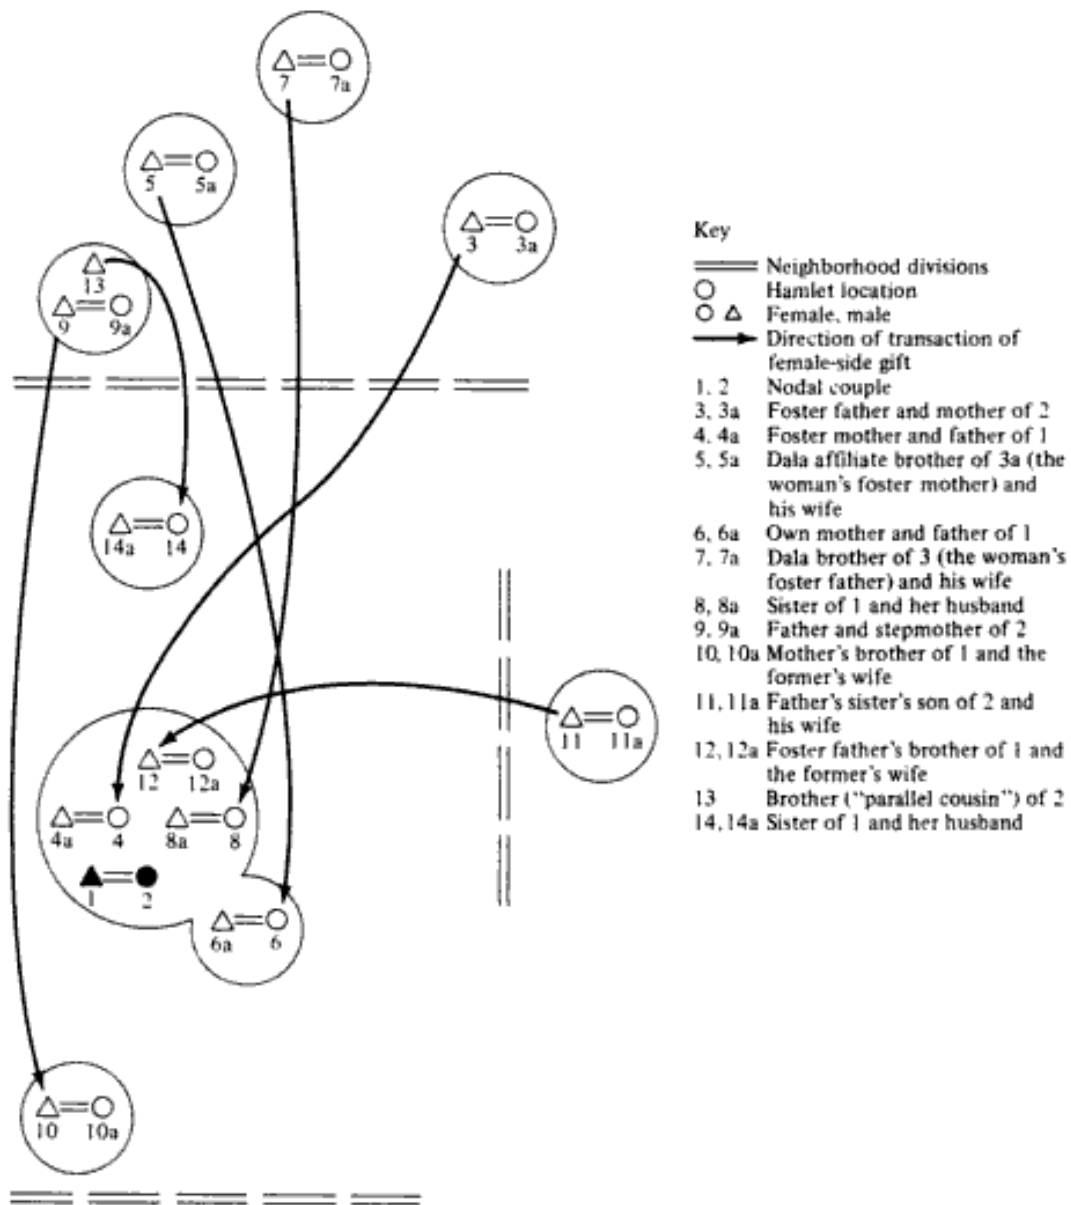 7 7a
5 5a
3 3a
13
9 9a
14a 14
11 11a
12 12a
4a 4 8a 8
1 2
6a 6
10 10a
Key
Neighborhood divisions
Hamlet location
Female, male
Direction of transaction of
female-side gift
1, 2 Nodal couple
3, 3a Foster father and mother of 2
4, 4a Foster mother and father of 1
5, 5a Dala affiliate brother of 3a (the
woman's foster mother) and
his wife
6, 6a Own mother and father of 1
7, 7a Dala brother of 3 (the woman's
foster father) and his wife
8, 8a Sister of 1 and her husband
9, 9a Father and stepmother of 2
10, 10a Mother's brother of 1 and the
former's wife
11, 11a Father's sister's son of 2 and
his wife
12, 12a Foster father's brother of 1 and
the former's wife
13 Brother ("parallel cousin") of 2
14, 14a Sister of 1 and her husband